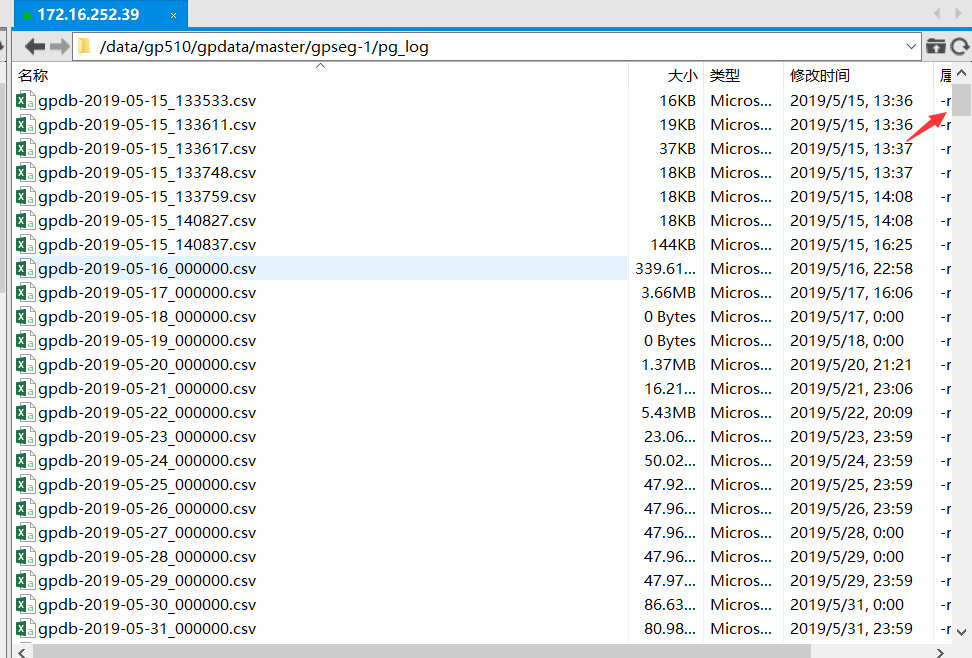 172.16.252.39 ×
/data/gp510/gpdata/master/gpseg-1/pg_log
名称 大小 类型 修改时间
gpdb-2019-05-15_133533.csv 16KB Micros... 2019/5/15, 13:36 -r
gpdb-2019-05-15_133611.csv 19KB Micros... 2019/5/15, 13:36 -r
gpdb-2019-05-15_133617.csv 37KB Micros... 2019/5/15, 13:37 -r
gpdb-2019-05-15_133748.csv 18KB Micros... 2019/5/15, 13:37 -r
gpdb-2019-05-15_133759.csv 18KB Micros... 2019/5/15, 14:08 -r
gpdb-2019-05-15_140827.csv 18KB Micros... 2019/5/15, 14:08 -r
gpdb-2019-05-15_140837.csv 144KB Micros... 2019/5/15, 16:25 -r
gpdb-2019-05-16_000000.csv 339.61... Micros... 2019/5/16, 22:58 -r
gpdb-2019-05-17_000000.csv 3.66MB Micros... 2019/5/17, 16:06 -r
gpdb-2019-05-18_000000.csv 0 Bytes Micros... 2019/5/17, 0:00 -r
gpdb-2019-05-19_000000.csv 0 Bytes Micros... 2019/5/18, 0:00 -r
gpdb-2019-05-20_000000.csv 1.37MB Micros... 2019/5/20, 21:21 -r
gpdb-2019-05-21_000000.csv 16.21... Micros... 2019/5/21, 23:06 -r
gpdb-2019-05-22_000000.csv 5.43MB Micros... 2019/5/22, 20:09 -r
gpdb-2019-05-23_000000.csv 23.06... Micros... 2019/5/23, 23:59 -r
gpdb-2019-05-24_000000.csv 50.02... Micros... 2019/5/24, 23:59 -r
gpdb-2019-05-25_000000.csv 47.92... Micros... 2019/5/25, 23:59 -r
gpdb-2019-05-26_000000.csv 47.96... Micros... 2019/5/26, 23:59 -r
gpdb-2019-05-27_000000.csv 47.96... Micros... 2019/5/28, 0:00 -r
gpdb-2019-05-28_000000.csv 47.96... Micros... 2019/5/29, 0:00 -r
gpdb-2019-05-29_000000.csv 47.97... Micros... 2019/5/29, 23:59 -r
gpdb-2019-05-30_000000.csv 86.63... Micros... 2019/5/31, 0:00 -r
gpdb-2019-05-31_000000.csv 80.98... Micros... 2019/5/31, 23:59 -r